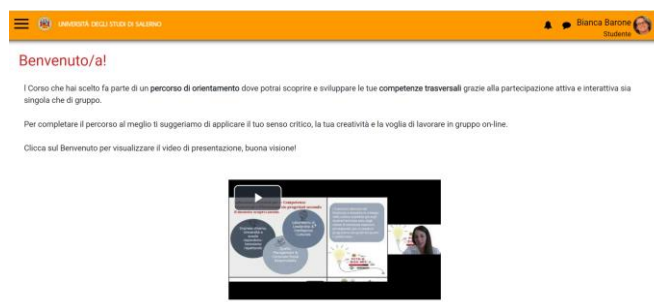 UNIVERSITÀ DEGLI STUDI DI SALERNO
Bianca Barone
Studente
Benvenuto/a!
l Corso che hai scelto fa parte di un percorso di orientamento dove potrai scoprire e sviluppare le tue competenze trasversali grazie alla partecipazione attiva e interattiva sia
singola che di gruppo.
Per completare il percorso al meglio ti suggeriamo di applicare il tuo senso critico, la tua creatività e la voglia di lavorare in gruppo on-line.
Clicca sul Benvenuto per visualizzare il video di presentazione, buona visione!